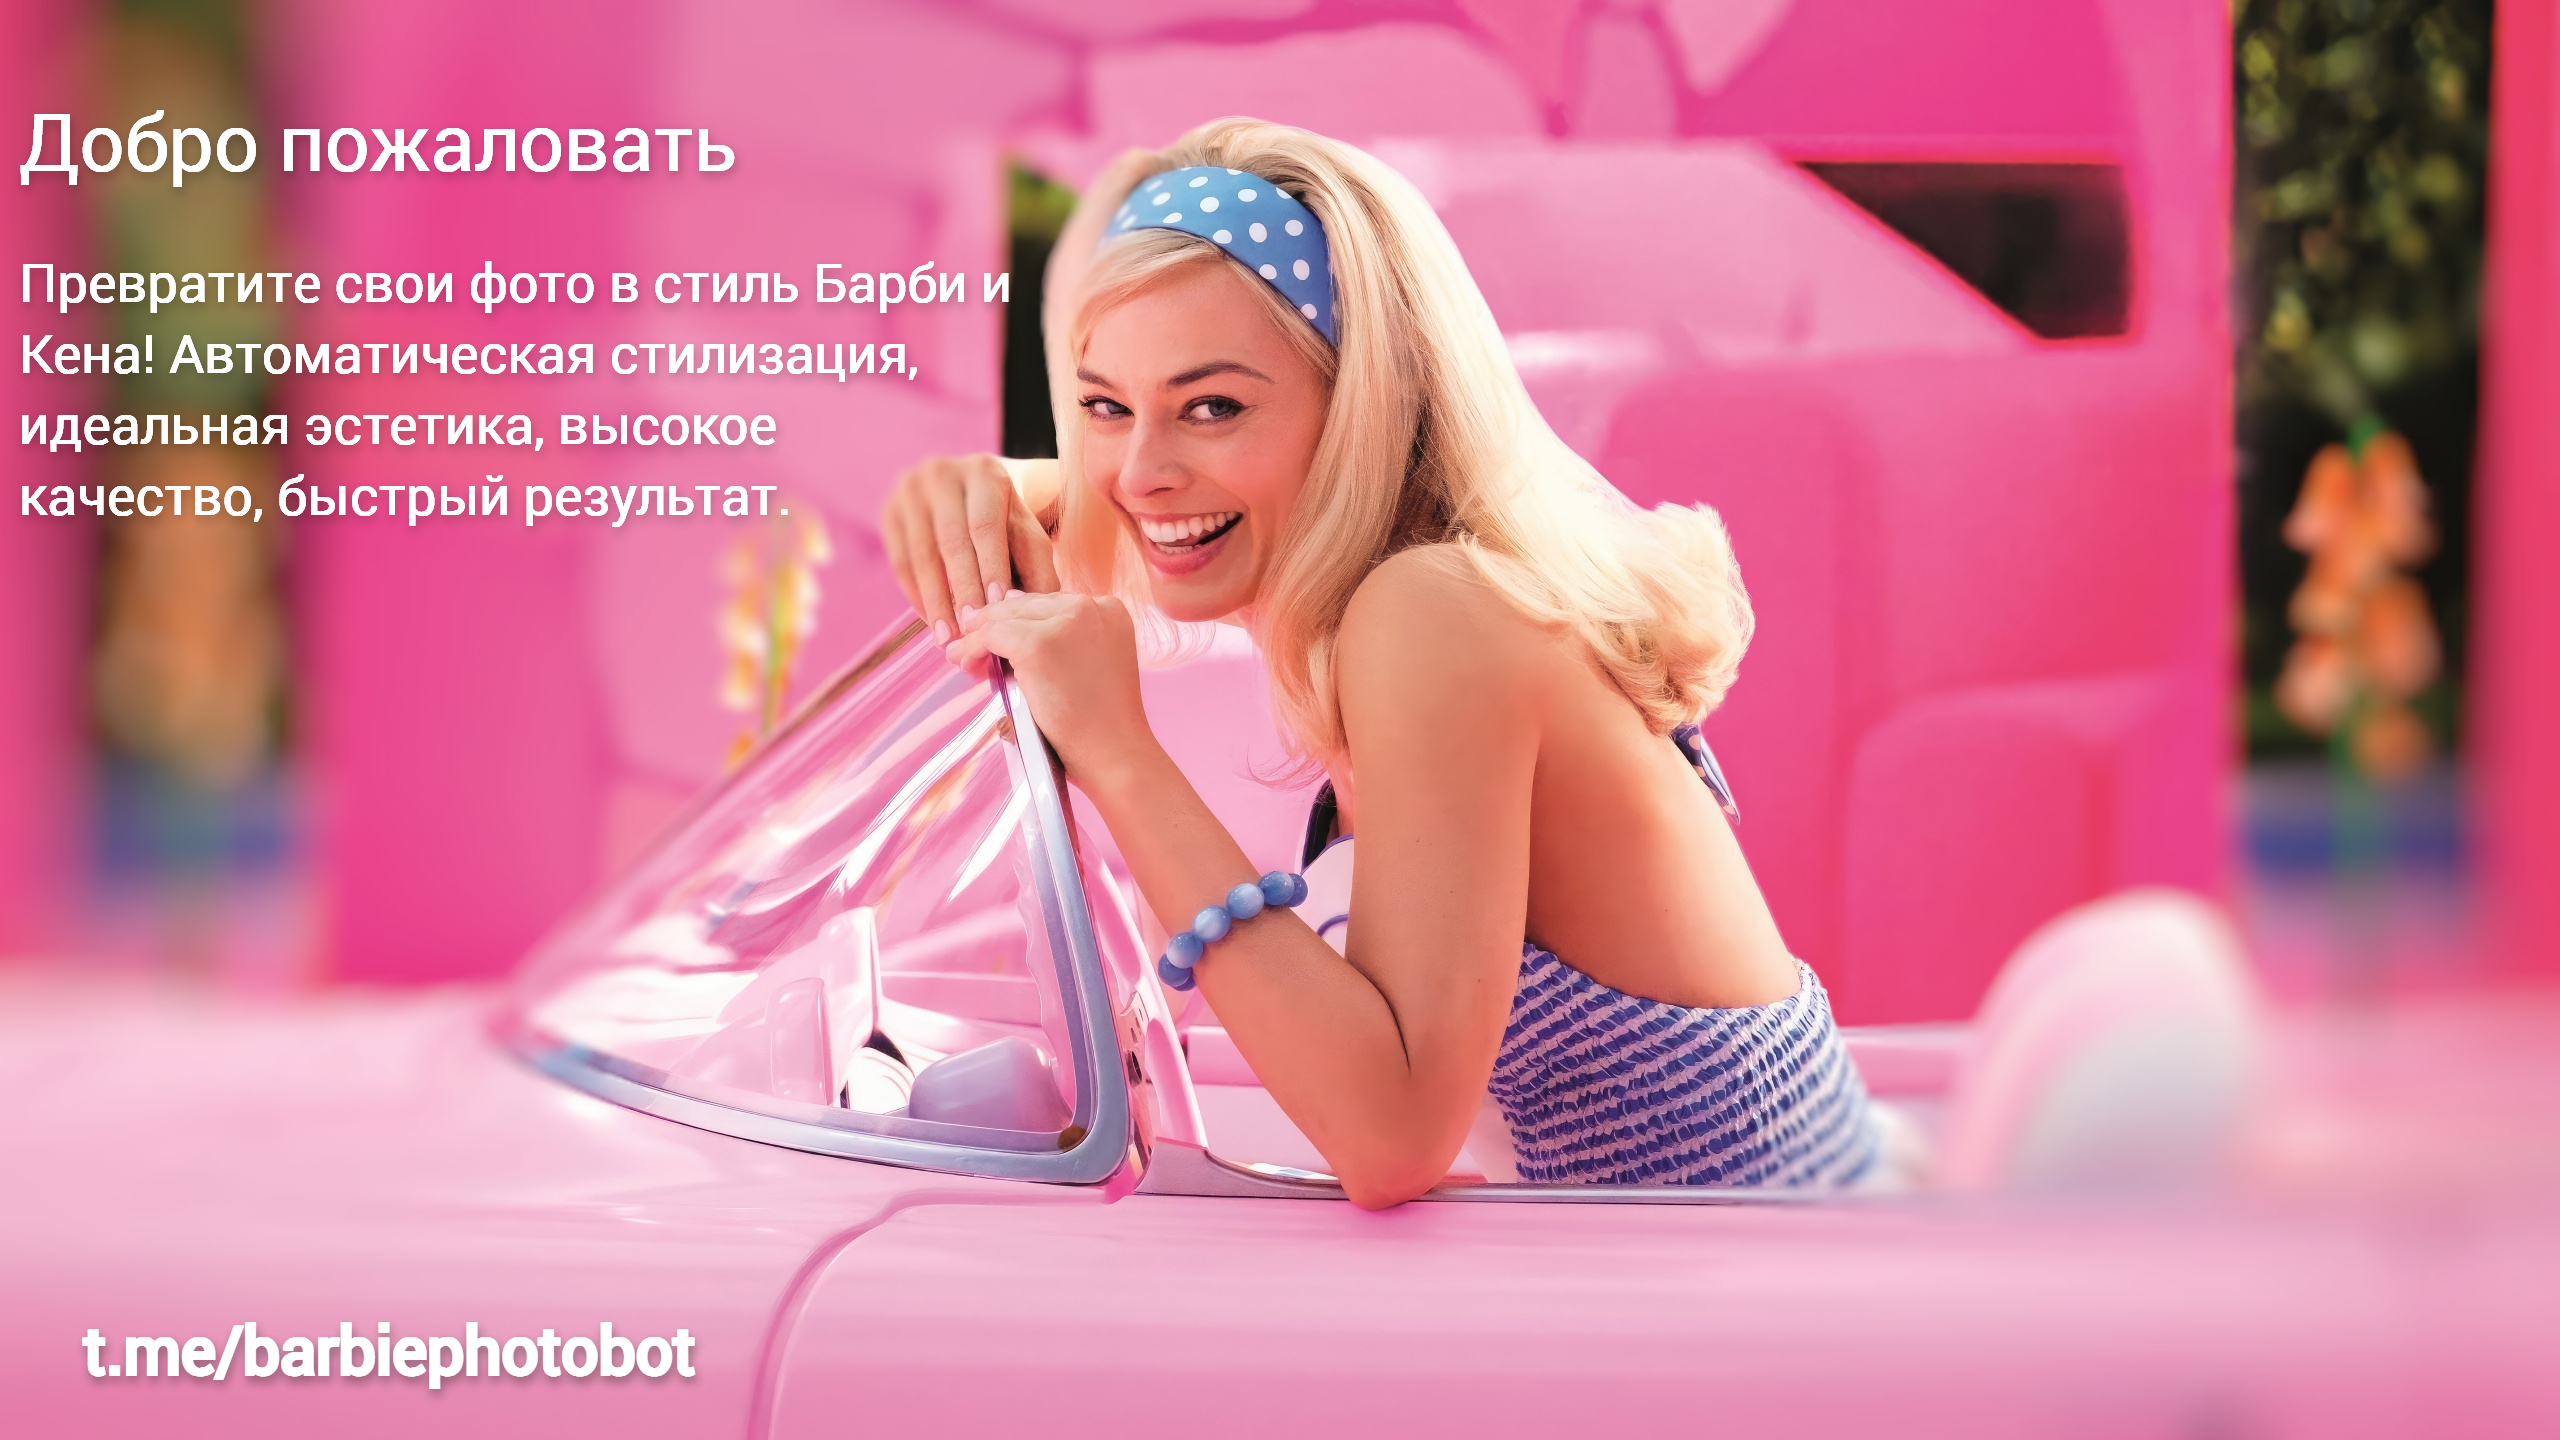 Добро пожаловать
Превратите свои фото в стиль Барби и
Кена! Автоматическая стилизация,
идеальная эстетика, высокое
качество, быстрый результат.
t.me/barbiephotobot